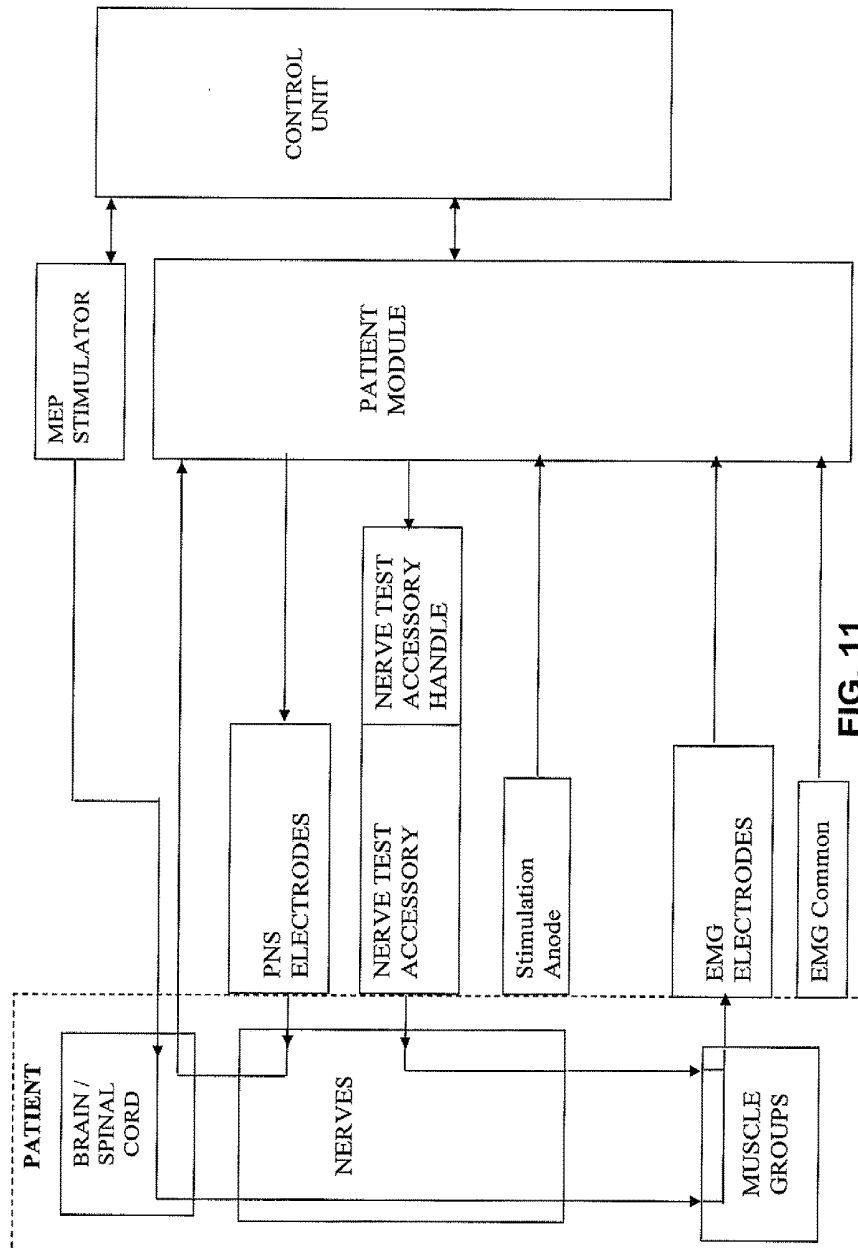 PATIENT
BRAIN /
SPINAL
CORD
NERVES
MUSCLE
GROUPS
PNS
ELECTRODES
NERVE TEST
ACCESSORY
NERVE TEST
ACCESSORY
HANDLE
Stimulation
Anode
EMG
ELECTRODES
EMG Common
MEP
STIMULATOR
PATIENT
MODULE
CONTROL
UNIT
FIG. 11